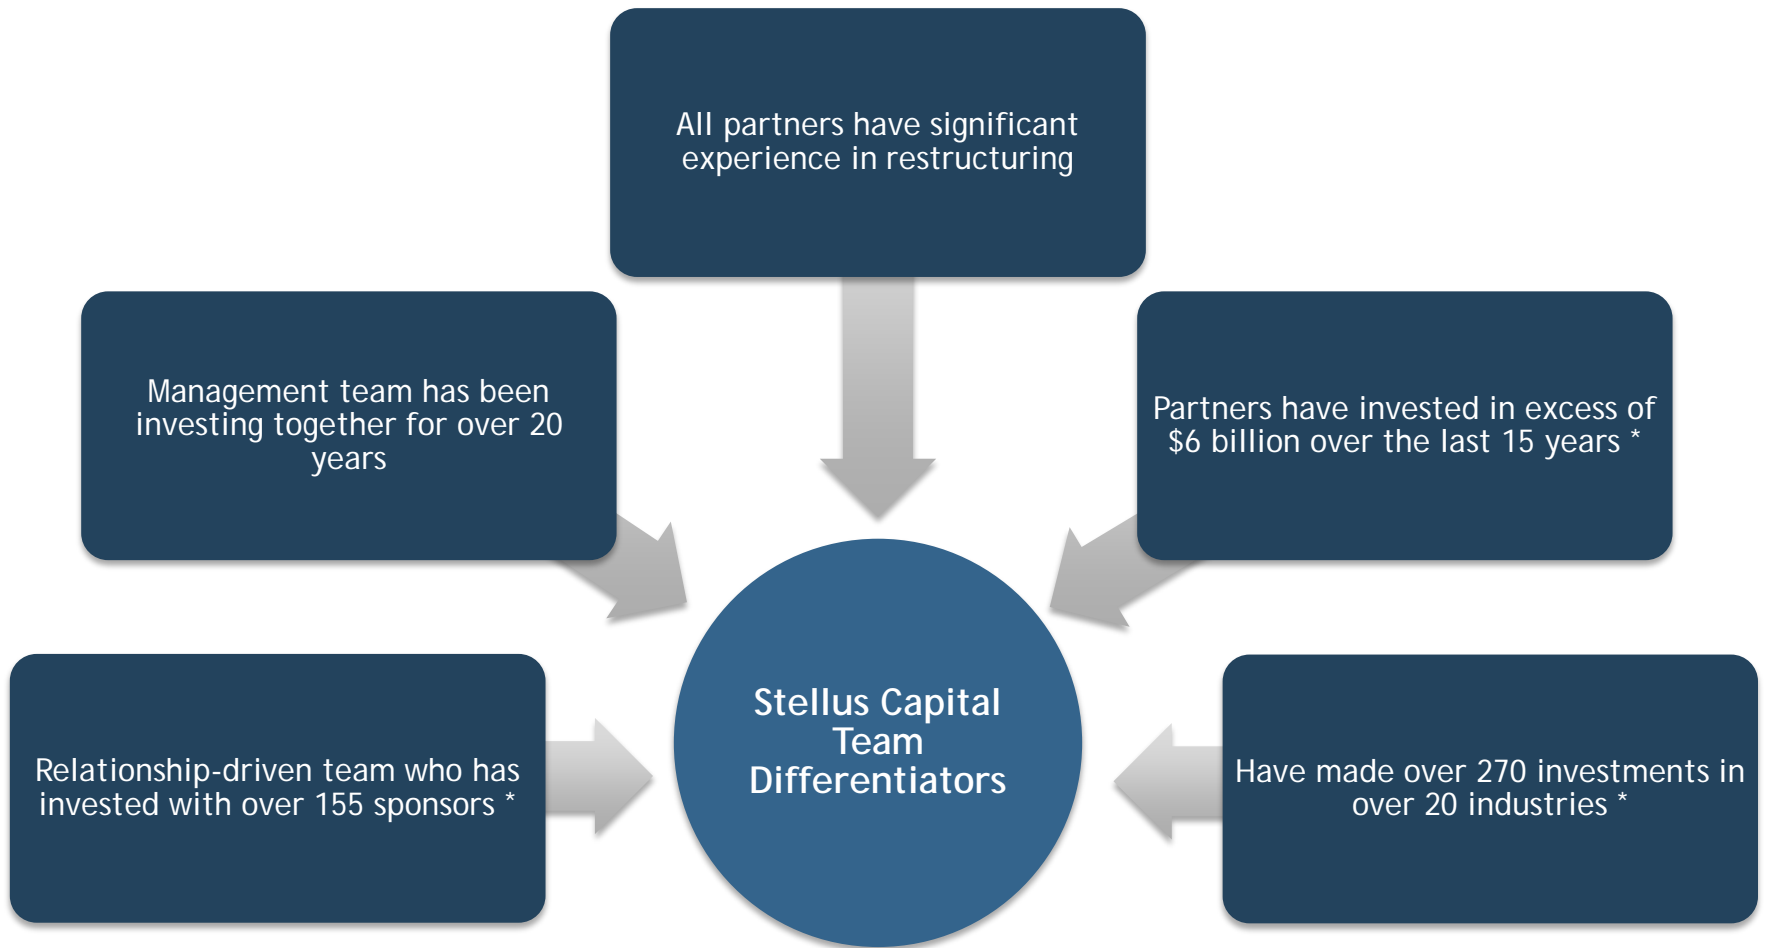 All partners have significant
experience in restructuring
Management team has been
investing together for over 20
years
Partners have invested in excess of
$6 billion over the last 15 years *
Relationship-driven team who has
invested with over 155 sponsors *
Stellus Capital
Team
Differentiators
Have made over 270 investments in
over 20 industries *